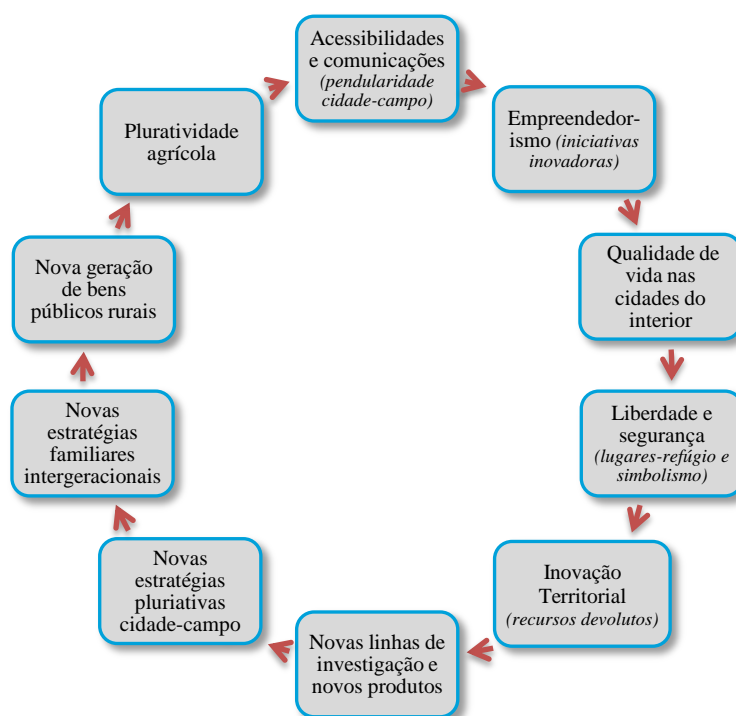 Acessibilidades
e comunicações
(pendularidade
cidade-campo)
Empreendedor-
ismo (iniciativas
inovadoras)
Qualidade de
vida nas
cidades do
interior
Liberdade e
segurança
(lugares-refúgio e
simbolismo)
Inovação
Territorial
(recursos devolutos)
Novas linhas de
investigação e
novos produtos
Novas
estratégias
pluriativas
cidade-campo
Novas
estratégias
familiares
intergeracionais
Nova geração
de bens
públicos rurais
Pluratividade
agrícola